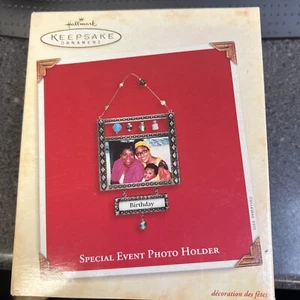 Hallmark
KEEPSAKE
ORNAMENT
Birthday
SPECIAL EVENT PHOTO HOLDER
décoration des fêtes